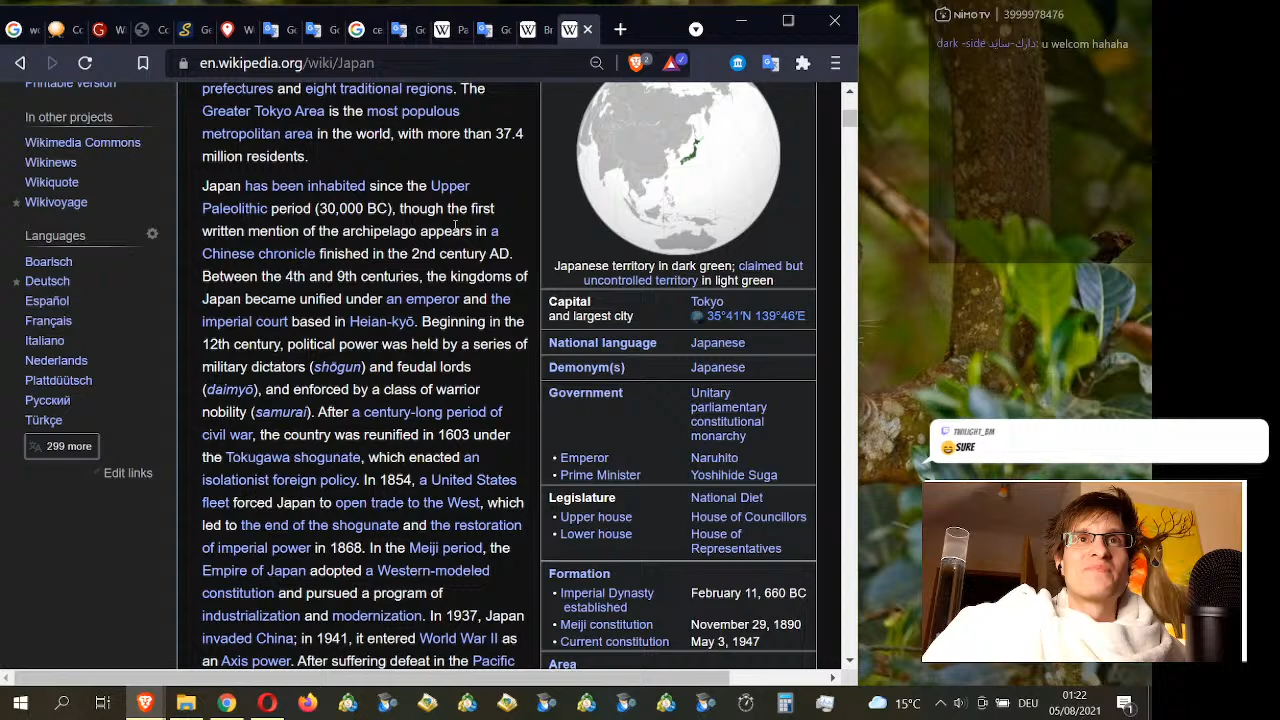 G
w
Co
G
W
Co
S
Ge
W
G
Ge
G
G
G
ce
G
Ge
W
Pa
G
Ge
W
Br
W
en.wikipedia.org/wiki/Japan
2
Printable version
In other projects
Wikimedia Commons
Wikinews
Wikiquote
Wikivoyage
Languages
Boarisch
Deutsch
Español
Français
Italiano
Nederlands
Plattdüütsch
Русский
Türkçe
299 more
Edit links
prefectures and eight traditional regions. The
Greater Tokyo Area is the most populous
metropolitan area in the world, with more than 37.4
million residents.
Japan has been inhabited since the Upper
Paleolithic period (30,000 BC), though the first
written mention of the archipelago appears in a
Chinese chronicle finished in the 2nd century AD.
Between the 4th and 9th centuries, the kingdoms of
Japan became unified under an emperor and the
imperial court based in Heian-kyō. Beginning in the
12th century, political power was held by a series of
military dictators (shōgun) and feudal lords
(daimyō), and enforced by a class of warrior
nobility (samurai). After a century-long period of
civil war, the country was reunified in 1603 under
the Tokugawa shogunate, which enacted an
isolationist foreign policy. In 1854, a United States
fleet forced Japan to open trade to the West, which
led to the end of the shogunate and the restoration
of imperial power in 1868. In the Meiji period, the
Empire of Japan adopted a Western-modeled
constitution and pursued a program of
industrialization and modernization. In 1937, Japan
invaded China; in 1941, it entered World War II as
an Axis power. After suffering defeat in the Pacific
Japanese territory in dark green; claimed but
uncontrolled territory in light green
Capital
and largest city
Tokyo
35°41′N 139°46′E
National language
Japanese
Demonym(s)
Japanese
Government
Unitary
parliamentary
constitutional
monarchy
• Emperor
Naruhito
• Prime Minister
Yoshihide Suga
Legislature
National Diet
• Upper house
House of Councillors
• Lower house
House of
Representatives
Formation
• Imperial Dynasty
established
February 11, 660 BC
• Meiji constitution
November 29, 1890
• Current constitution
May 3, 1947
Area
NIMO TV | 3999978476
dark -side دارك-سايد: u welcom hahaha
TWILIGHT_BM
SURE
15°C
DEU
01:22
05/08/2021
1